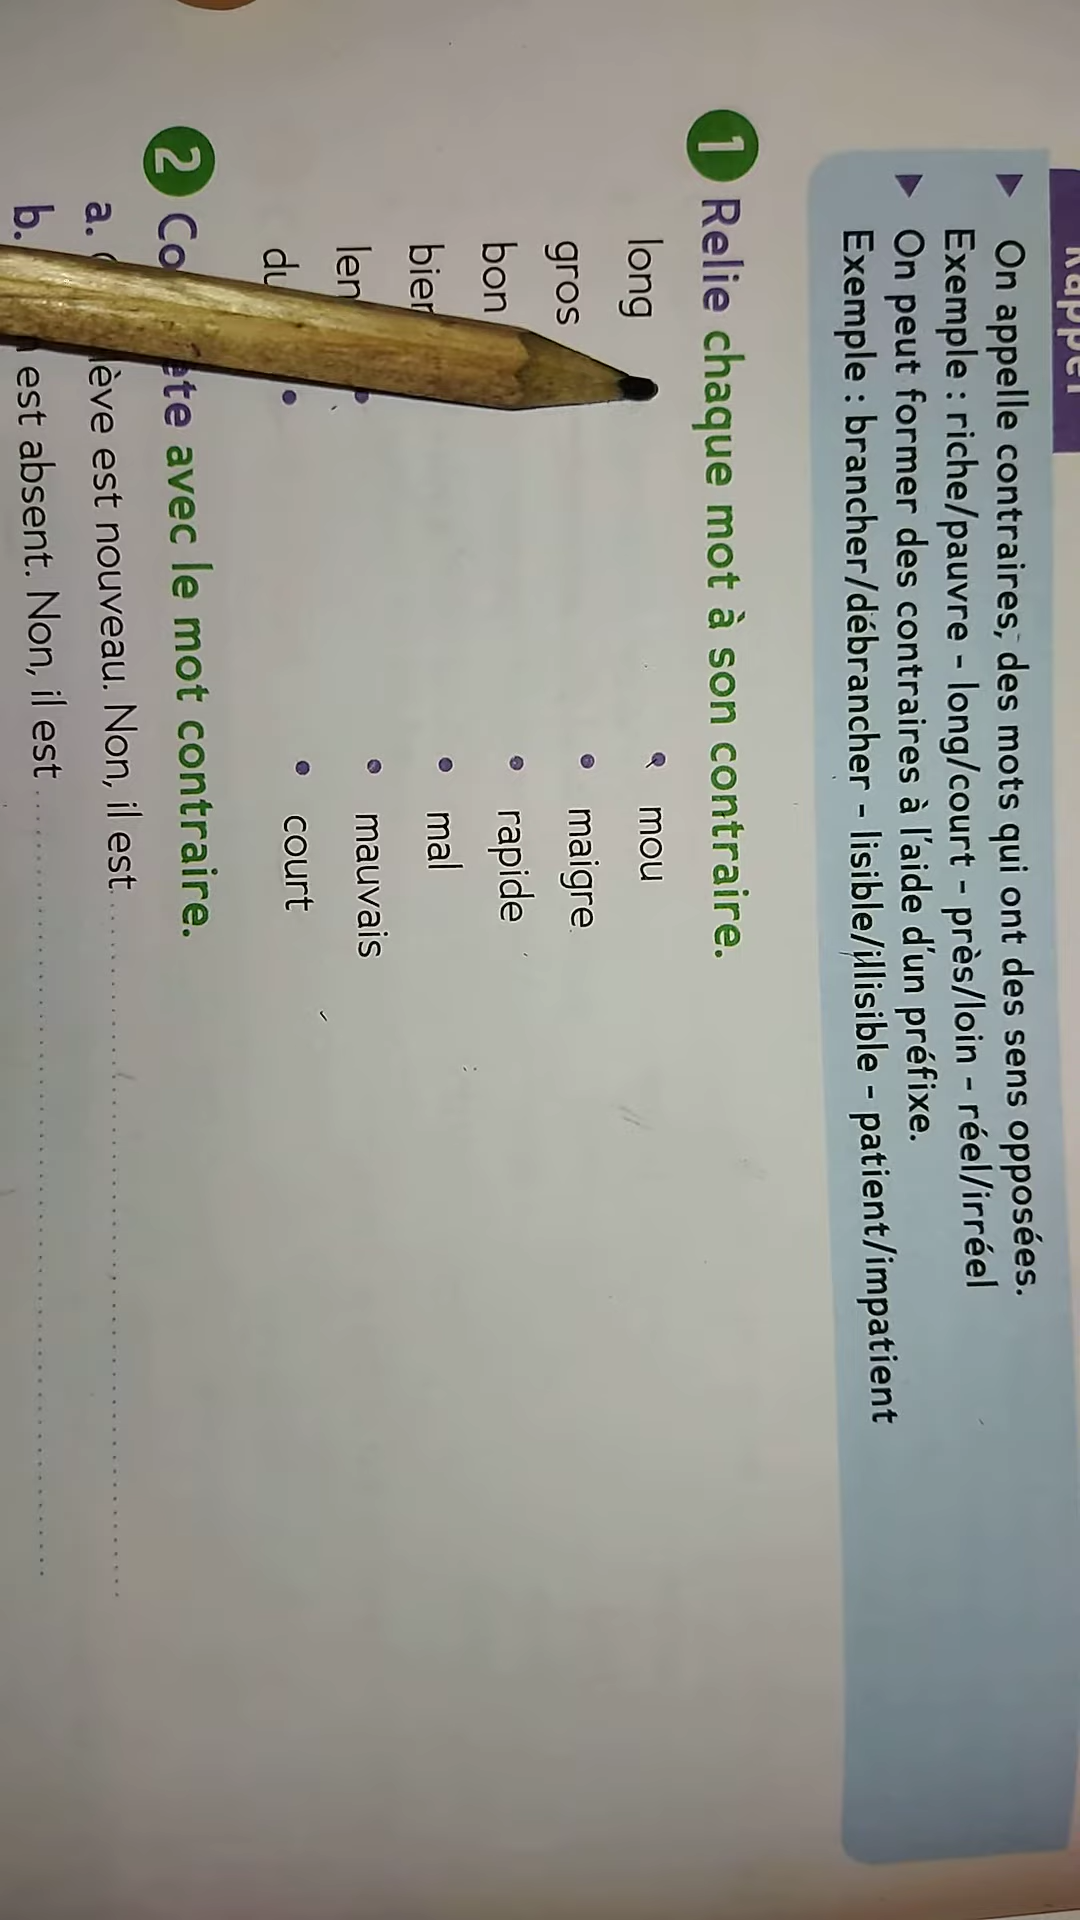 Rappel
On appelle contraires, des mots qui ont des sens opposées.
Exemple : riche/pauvre - long/court - près/loin - réel/irréel
On peut former des contraires à l'aide d'un préfixe.
Exemple : brancher/débrancher - lisible/illisible - patient/impatient
1 Relie chaque mot à son contraire.
long • mou
gros • maigre
bon • rapide
bien • mal
• mauvais
• • court
2 avec le mot contraire.
a. est nouveau. Non, il est
b. est absent. Non, il est